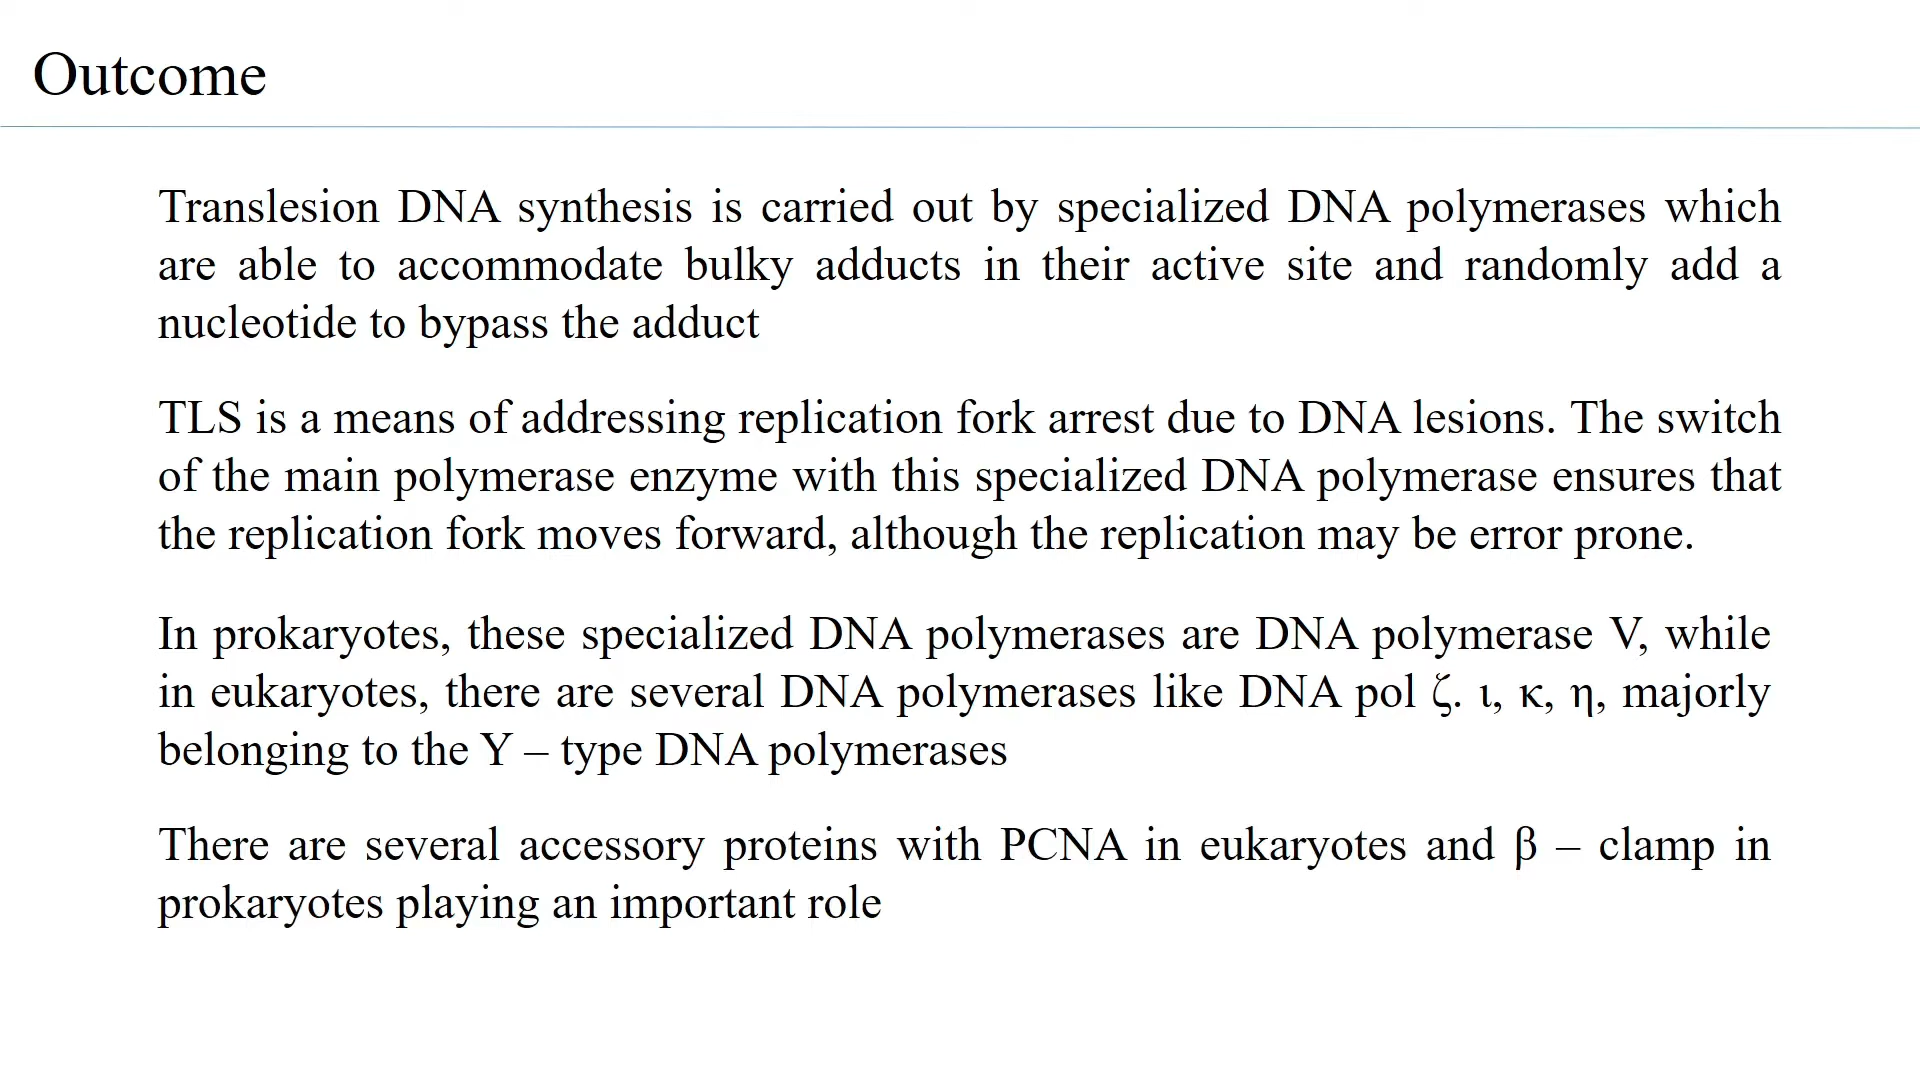 Outcome
Translesion DNA synthesis is carried out by specialized DNA polymerases which
are able to accommodate bulky adducts in their active site and randomly add a
nucleotide to bypass the adduct
TLS is a means of addressing replication fork arrest due to DNA lesions. The switch
of the main polymerase enzyme with this specialized DNA polymerase ensures that
the replication fork moves forward, although the replication may be error prone.
In prokaryotes, these specialized DNA polymerases are DNA polymerase V, while
in eukaryotes, there are several DNA polymerases like DNA pol ζ. ι, κ, η, majorly
belonging to the Y – type DNA polymerases
There are several accessory proteins with PCNA in eukaryotes and β – clamp in
prokaryotes playing an important role